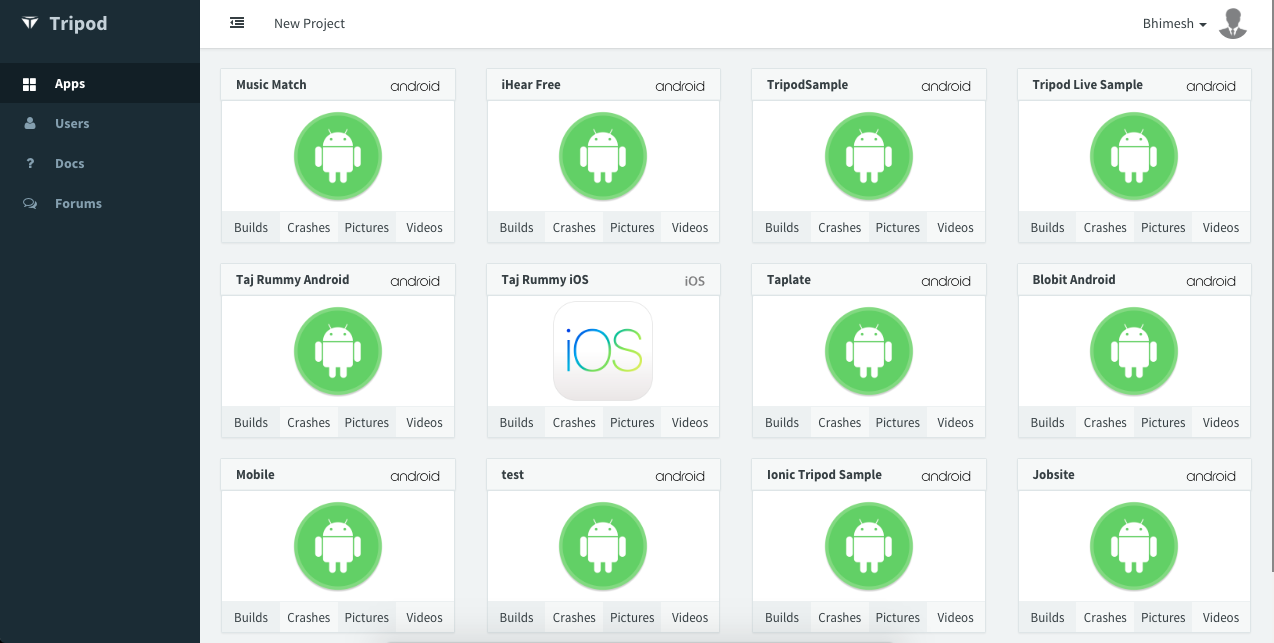 Tripod
New Project
Bhimesh
Apps
Users
Docs
Forums
Music Match android
Builds Crashes Pictures Videos
iHear Free android
Builds Crashes Pictures Videos
TripodSample android
Builds Crashes Pictures Videos
Tripod Live Sample android
Builds Crashes Pictures Videos
Taj Rummy Android android
Builds Crashes Pictures Videos
Taj Rummy iOS iOS
iOS
Builds Crashes Pictures Videos
Taplate android
Builds Crashes Pictures Videos
Blobit Android android
Builds Crashes Pictures Videos
Mobile android
Builds Crashes Pictures Videos
test android
Builds Crashes Pictures Videos
Ionic Tripod Sample android
Builds Crashes Pictures Videos
Jobsite android
Builds Crashes Pictures Videos